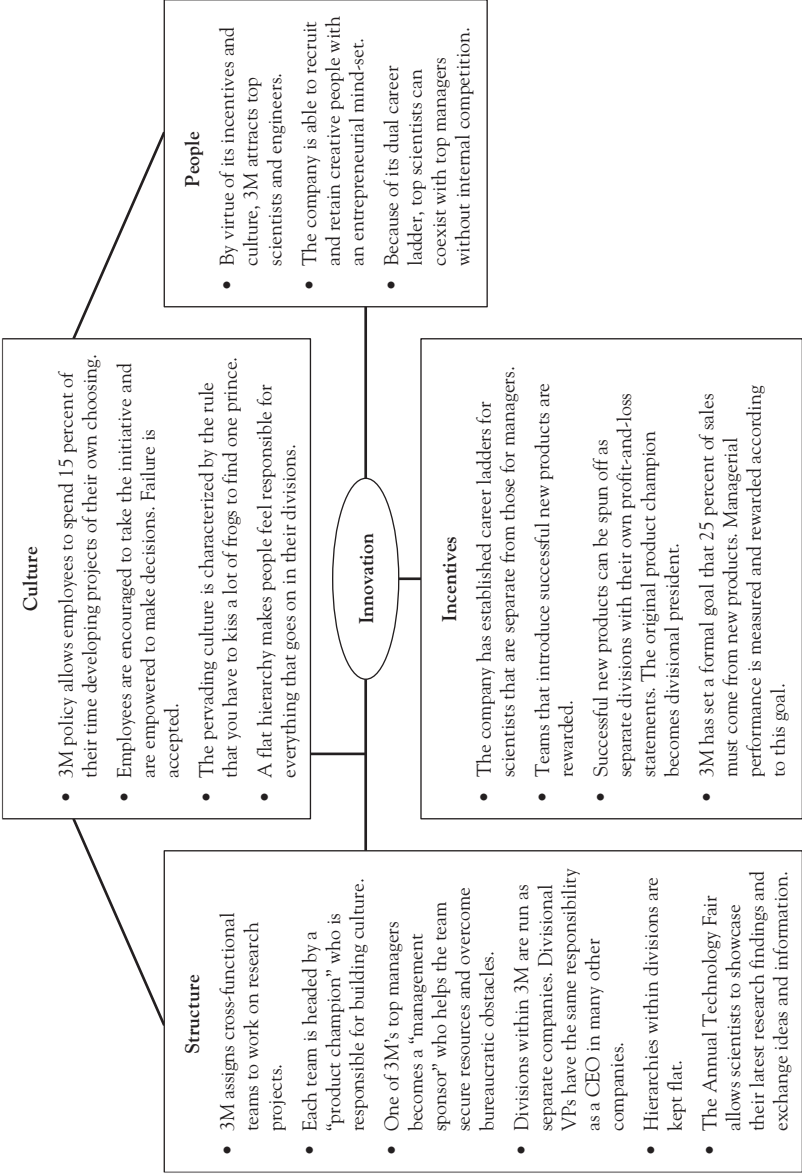 Culture
• 3M policy allows employees to spend 15 percent of
their time developing projects of their own choosing.
• Employees are encouraged to take the initiative and
are empowered to make decisions. Failure is
accepted.
• The pervading culture is characterized by the rule
that you have to kiss a lot of frogs to find one prince.
• A flat hierarchy makes people feel responsible for
everything that goes on in their divisions.
Structure
• 3M assigns cross-functional
teams to work on research
projects.
• Each team is headed by a
“product champion” who is
responsible for building culture.
• One of 3M’s top managers
becomes a “management
sponsor” who helps the team
secure resources and overcome
bureaucratic obstacles.
• Divisions within 3M are run as
separate companies. Divisional
VPs have the same responsibility
as a CEO in many other
companies.
• Hierarchies within divisions are
kept flat.
• The Annual Technology Fair
allows scientists to showcase
their latest research findings and
exchange ideas and information.
Innovation
People
• By virtue of its incentives and
culture, 3M attracts top
scientists and engineers.
• The company is able to recruit
and retain creative people with
an entrepreneurial mind-set.
• Because of its dual career
ladder, top scientists can
coexist with top managers
without internal competition.
Incentives
• The company has established career ladders for
scientists that are separate from those for managers.
• Teams that introduce successful new products are
rewarded.
• Successful new products can be spun off as
separate divisions with their own profit-and-loss
statements. The original product champion
becomes divisional president.
• 3M has set a formal goal that 25 percent of sales
must come from new products. Managerial
performance is measured and rewarded according
to this goal.